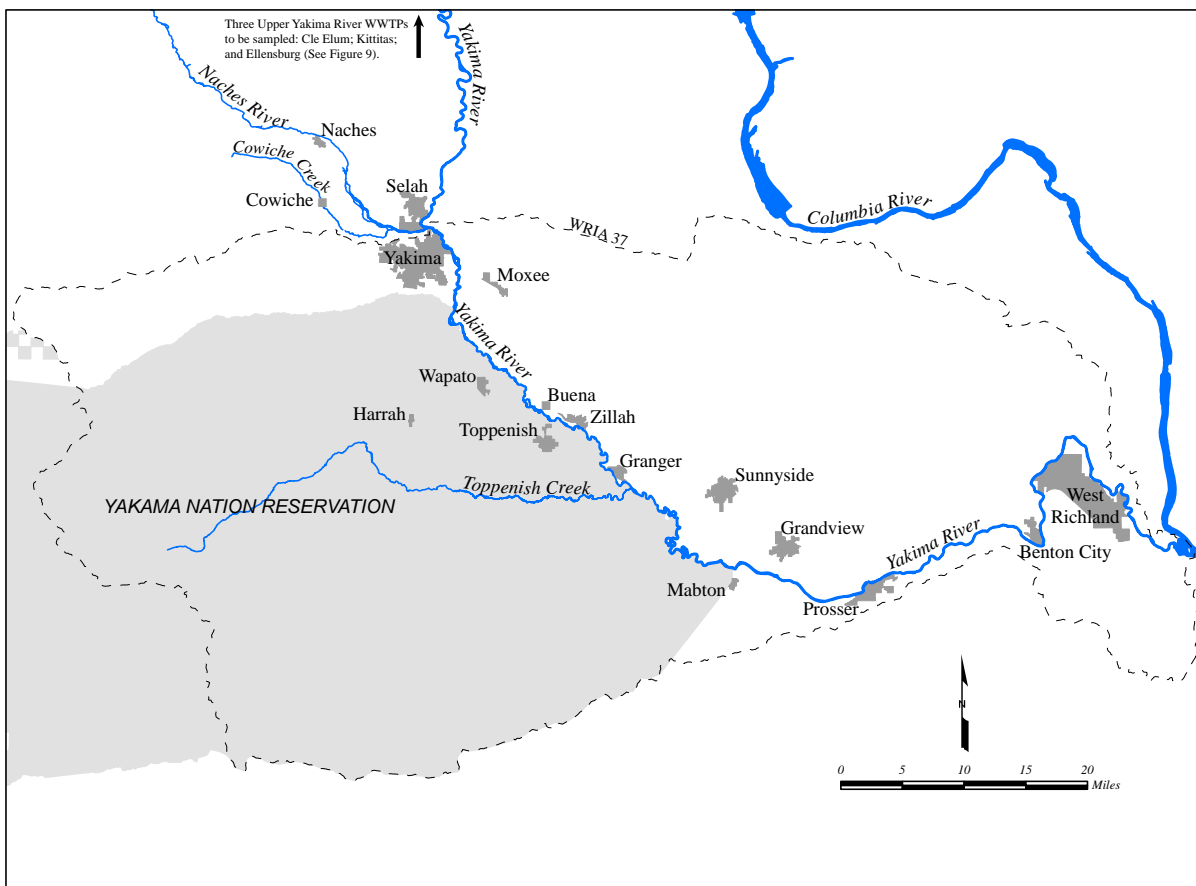 Three Upper Yakima River WWTPs
to be sampled: Cle Elum; Kittitas;
and Ellensburg (See Figure 9).
Yakima River
Naches River
Naches
Cowiche Creek
Cowiche
Selah
Columbia River
WRIA 37
Yakima
Moxee
Yakima River
Wapato
Buena
Harrah
Zillah
Toppenish
Granger
Sunnyside
Toppenish Creek
YAKAMA NATION RESERVATION
West
Richland
Grandview
Yakima River
Benton City
Mabton
Prosser
N
0 5 10 15 20
Miles